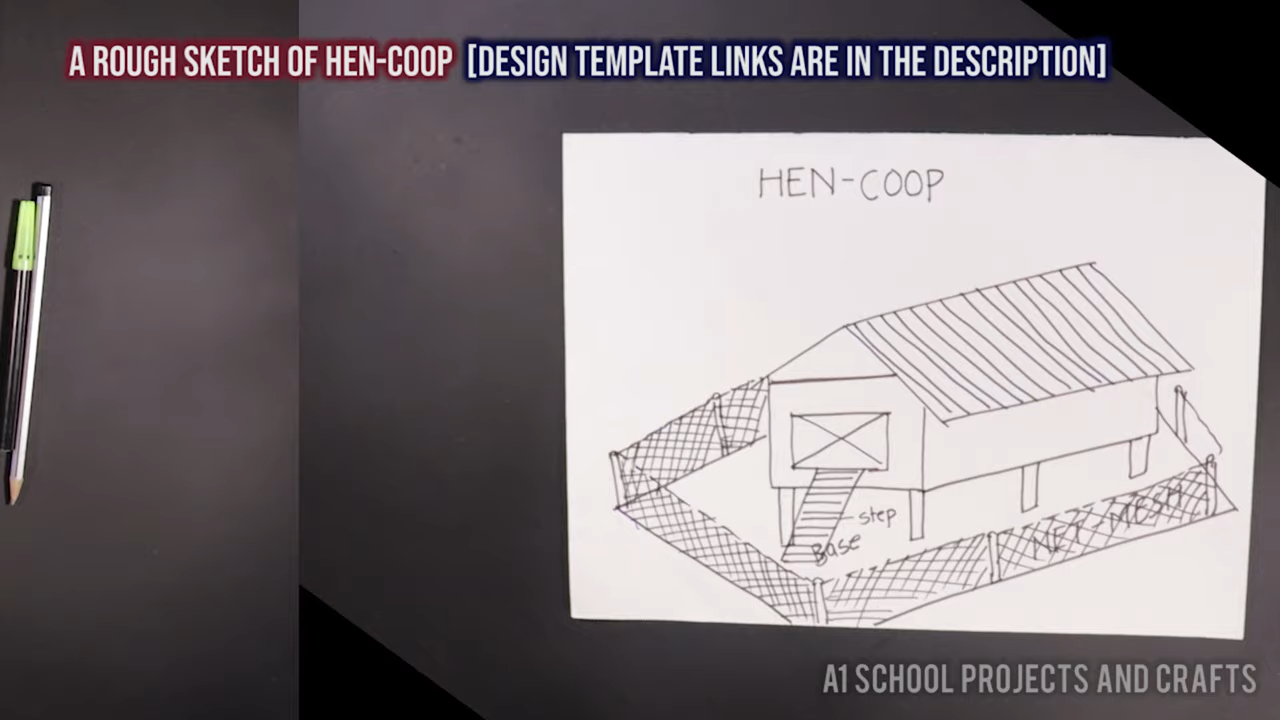 A ROUGH SKETCH OF HEN-COOP [DESIGN TEMPLATE LINKS ARE IN THE DESCRIPTION]
HEN-COOP
step
Base
NET-MESH
A1 SCHOOL PROJECTS AND CRAFTS